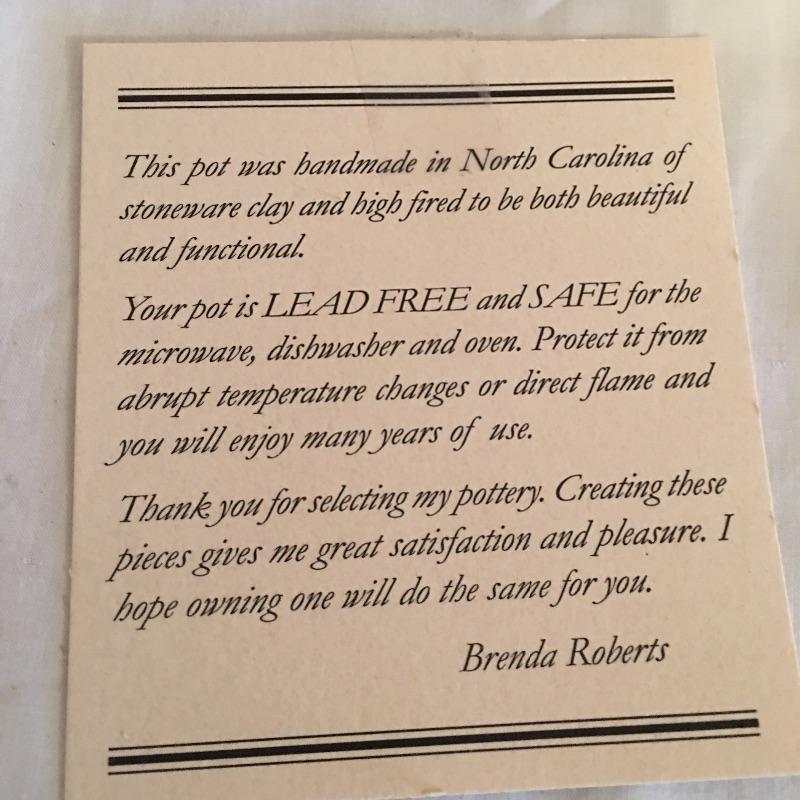 This pot was handmade in North Carolina of
stoneware clay and high fired to be both beautiful
and functional.
Your pot is LEAD FREE and SAFE for the
microwave, dishwasher and oven. Protect it from
abrupt temperature changes or direct flame and
you will enjoy many years of use.
Thank you for selecting my pottery. Creating these
pieces gives me great satisfaction and pleasure. I
hope owning one will do the same for you.
Brenda Roberts